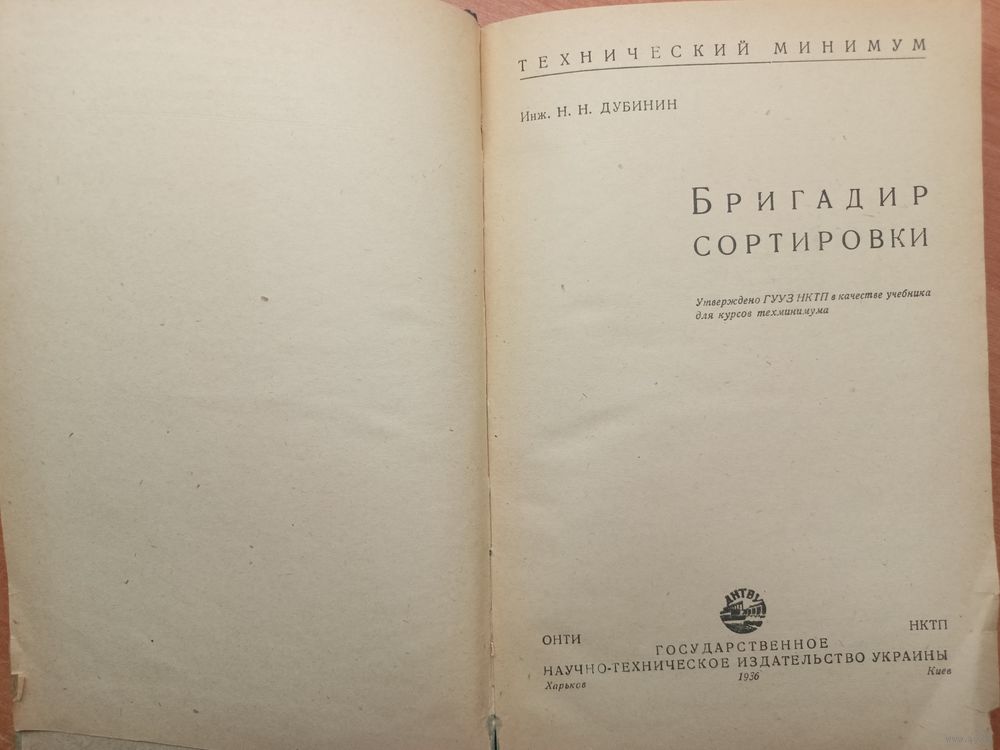 ТЕХНИЧЕСКИЙ МИНИМУМ
Инж. Н. Н. ДУБИНИН
БРИГАДИР
СОРТИРОВКИ
Утверждено ГУУЗ НКТП в качестве учебника
для курсов техминимума
ДНТВУ
ОНТИ НКТП
ГОСУДАРСТВЕННОЕ
НАУЧНО-ТЕХНИЧЕСКОЕ ИЗДАТЕЛЬСТВО УКРАИНЫ
Харьков 1936 Киев